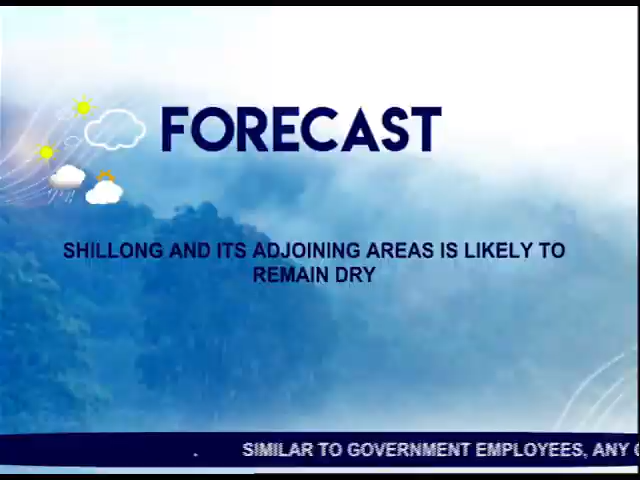 FORECAST
SHILLONG AND ITS ADJOINING AREAS IS LIKELY TO
REMAIN DRY
. SIMILAR TO GOVERNMENT EMPLOYEES, ANY